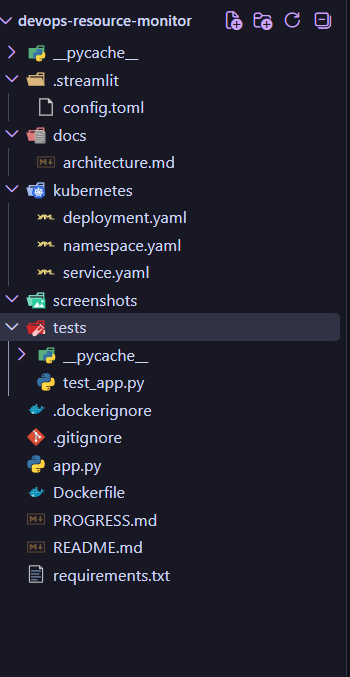 devops-resource-monitor
__pycache__
.streamlit
config.toml
docs
architecture.md
kubernetes
deployment.yaml
namespace.yaml
service.yaml
screenshots
tests
__pycache__
test_app.py
.dockerignore
.gitignore
app.py
Dockerfile
PROGRESS.md
README.md
requirements.txt